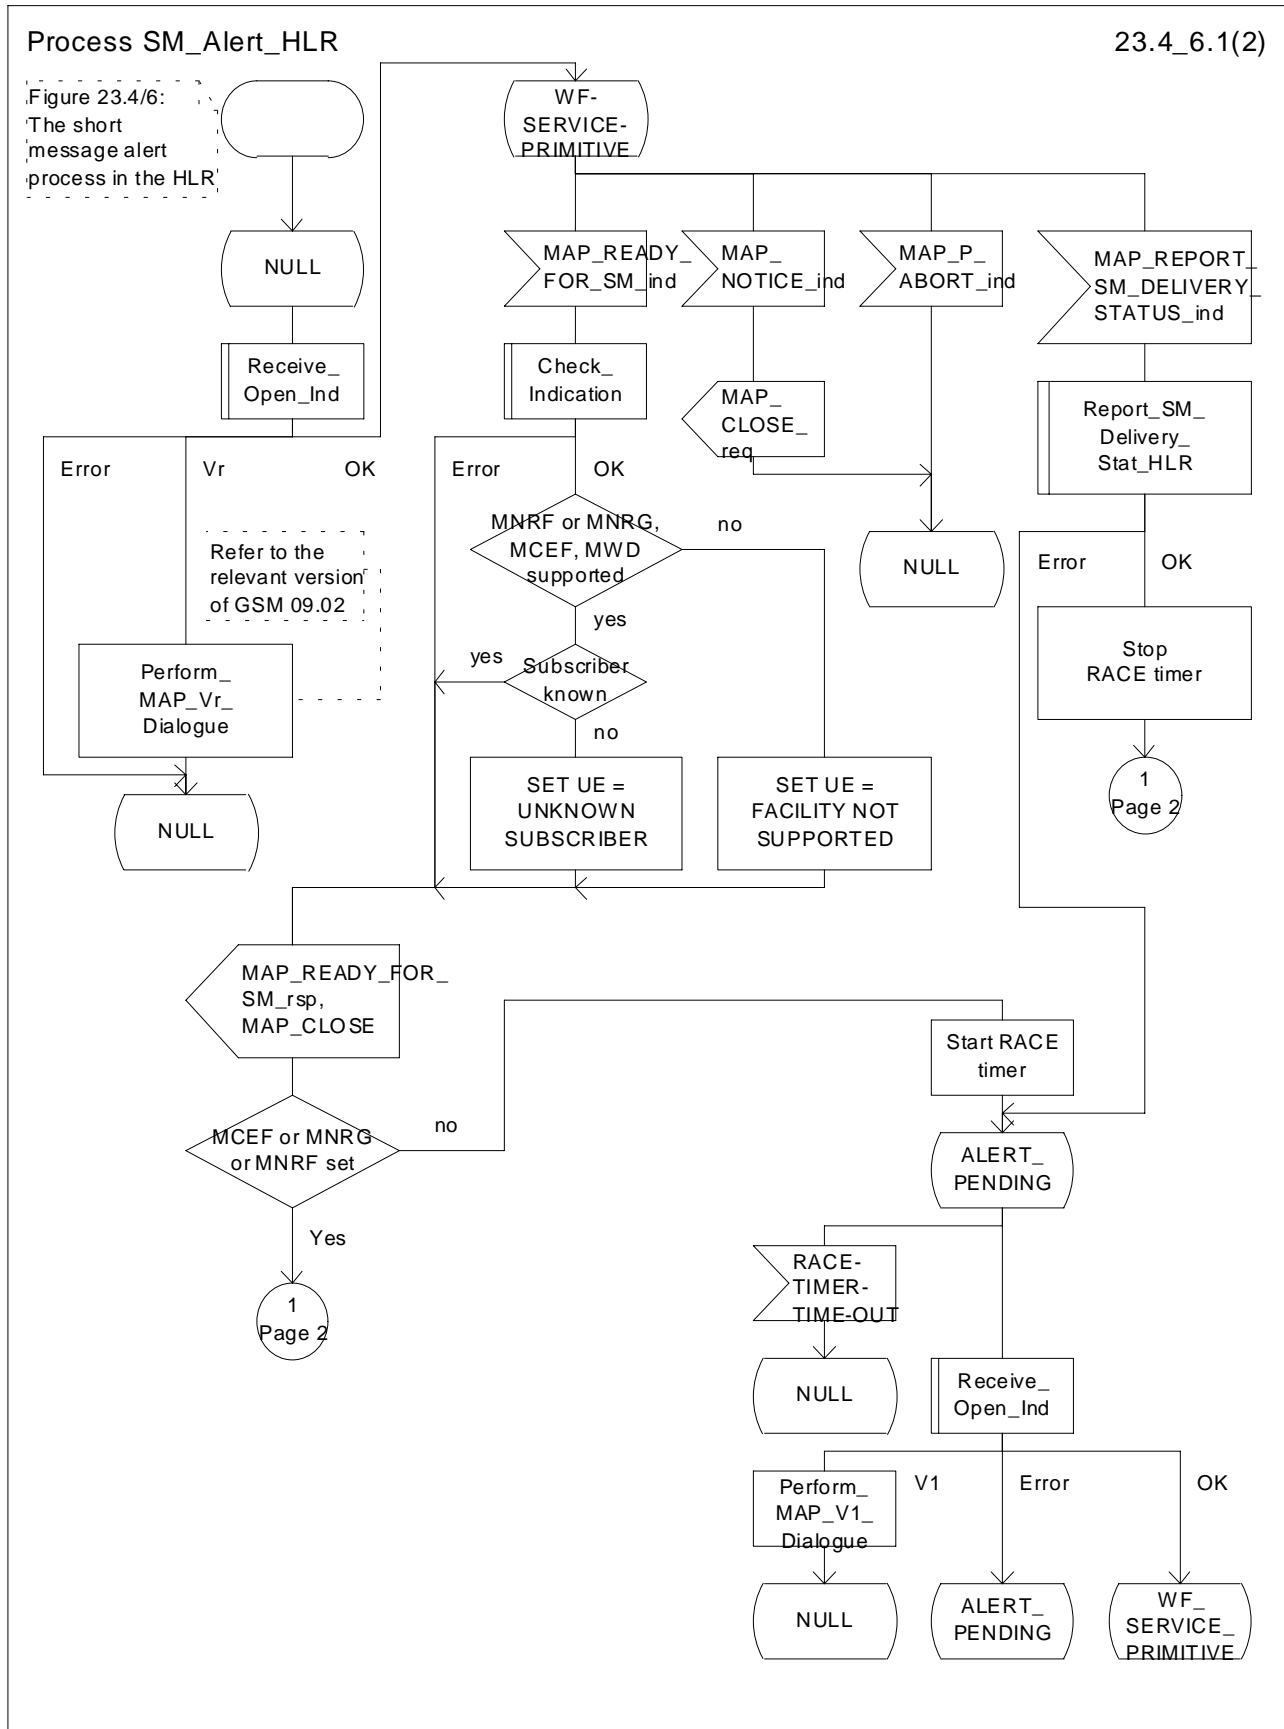 Process SM_Alert_HLR
23.4_6.1(2)
Figure 23.4/6:
The short
message alert
process in the HLR
WF-
SERVICE-
PRIMITIVE
NULL
MAP_READY_
FOR_SM_ind
MAP_
NOTICE_ind
MAP_P_
ABORT_ind
MAP_REPORT_
SM_DELIVERY_
STATUS_ind
Receive_
Open_Ind
Check_
Indication
MAP_
CLOSE_
req
Report_SM_
Delivery_
Stat_HLR
Error
Vr
OK
Error
OK
MNRF or MNRG,
MCEF, MWD
supported
no
NULL
Error
OK
Refer to the
relevant version
of GSM 09.02
yes
yes
Subscriber
known
no
Stop
RACE timer
Perform_
MAP_Vr_
Dialogue
SET UE =
UNKNOWN
SUBSCRIBER
SET UE =
FACILITY NOT
SUPPORTED
1
Page 2
NULL
MAP_READY_FOR_
SM_rsp,
MAP_CLOSE
Start RACE
timer
MCEF or MNRG
or MNRF set
no
ALERT_
PENDING
Yes
RACE-
TIMER-
TIME-OUT
1
Page 2
NULL
Receive_
Open_Ind
Perform_
MAP_V1_
Dialogue
V1
Error
OK
NULL
ALERT_
PENDING
WF_
SERVICE_
PRIMITIVE